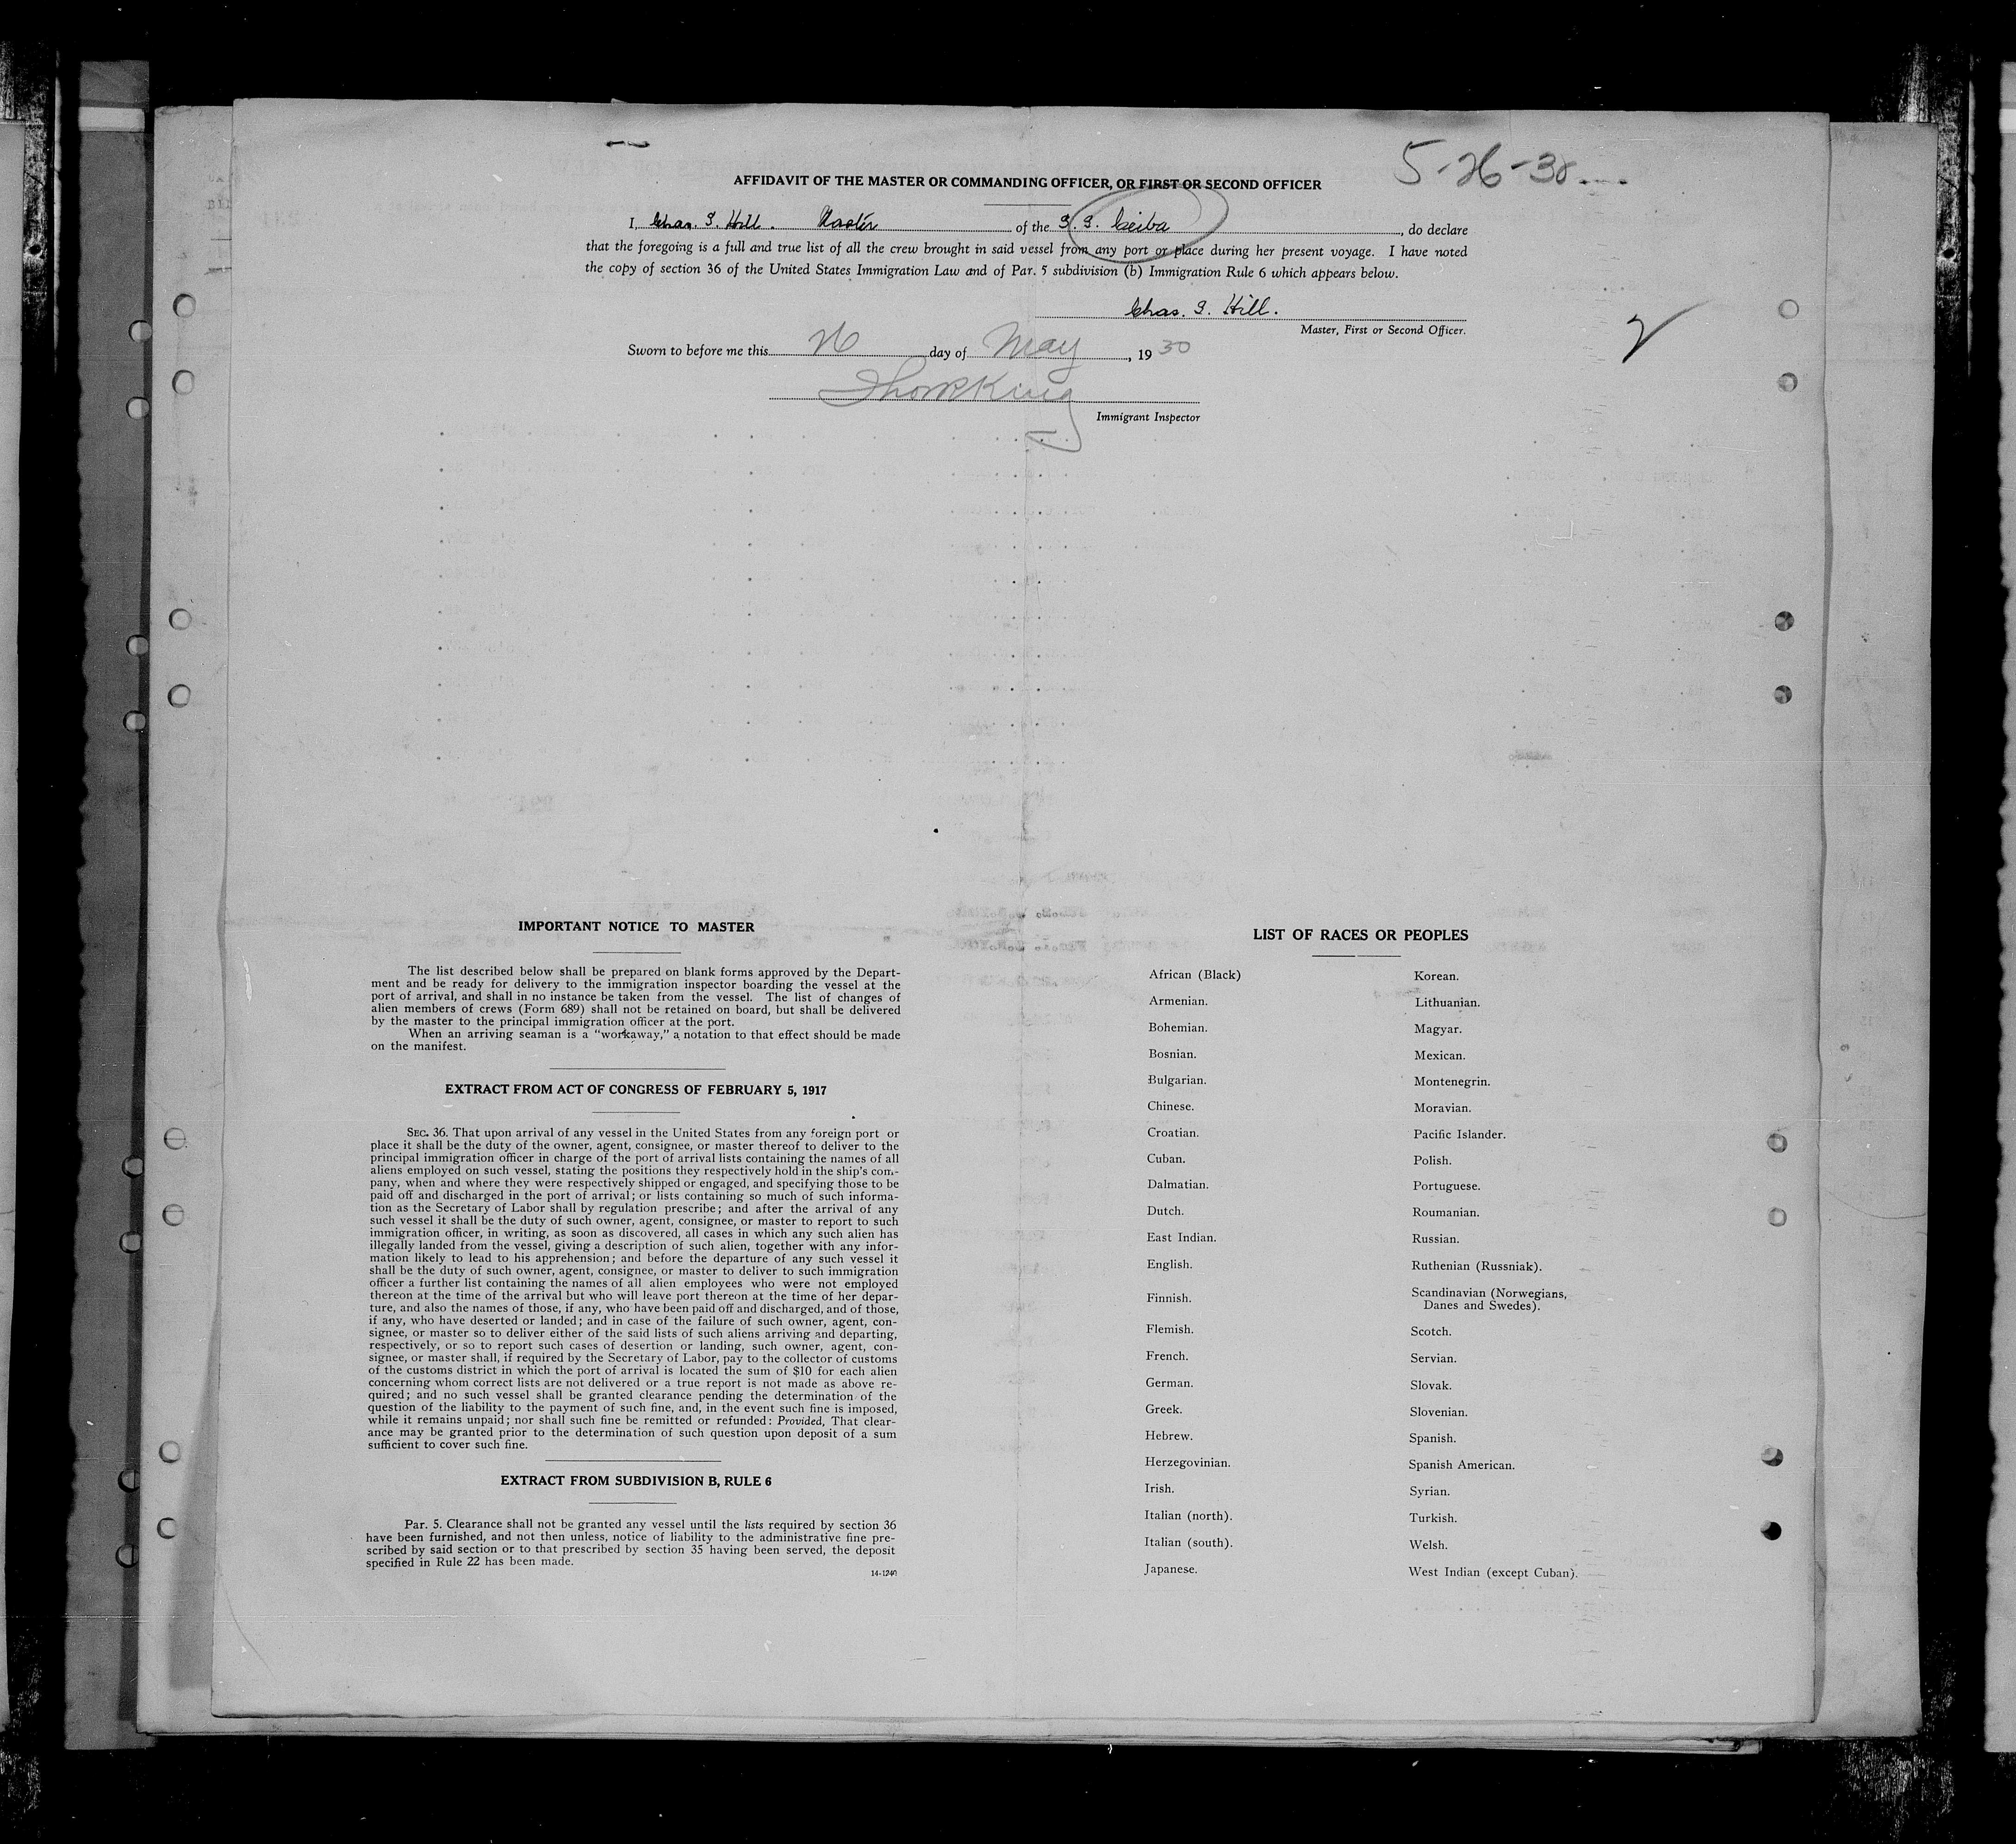 5-26-30
AFFIDAVIT OF THE MASTER OR COMMANDING OFFICER, OR FIRST OR SECOND OFFICER
I, Chas. S. Hill. Master of the S.S. Ceiba, do declare
that the foregoing is a full and true list of all the crew brought in said vessel from any port or place during her present voyage. I have noted
the copy of section 36 of the United States Immigration Law and of Par. 5 subdivision (b) Immigration Rule 6 which appears below.
Chas. S. Hill.
Master, First or Second Officer.
2
Sworn to before me this 26 day of May, 1930
Immigrant Inspector
IMPORTANT NOTICE TO MASTER
The list described below shall be prepared on blank forms approved by the Depart-
ment and be ready for delivery to the immigration inspector boarding the vessel at the
port of arrival, and shall in no instance be taken from the vessel. The list of changes of
alien members of crews (Form 689) shall not be retained on board, but shall be delivered
by the master to the principal immigration officer at the port.
When an arriving seaman is a "workaway," a notation to that effect should be made
on the manifest.
EXTRACT FROM ACT OF CONGRESS OF FEBRUARY 5, 1917
SEC. 36. That upon arrival of any vessel in the United States from any foreign port or
place it shall be the duty of the owner, agent, consignee, or master thereof to deliver to the
principal immigration officer in charge of the port of arrival lists containing the names of all
aliens employed on such vessel, stating the positions they respectively hold in the ship's com-
pany, when and where they were respectively shipped or engaged, and specifying those to be
paid off and discharged in the port of arrival; or lists containing so much of such informa-
tion as the Secretary of Labor shall by regulation prescribe; and after the arrival of any
such vessel it shall be the duty of such owner, agent, consignee, or master to report to such
immigration officer, in writing, as soon as discovered, all cases in which any such alien has
illegally landed from the vessel, giving a description of such alien, together with any infor-
mation likely to lead to his apprehension; and before the departure of any such vessel it
shall be the duty of such owner, agent, consignee, or master to deliver to such immigration
officer a further list containing the names of all alien employees who were not employed
thereon at the time of the arrival but who will leave port thereon at the time of her depar-
ture, and also the names of those, if any, who have been paid off and discharged, and of those,
if any, who have deserted or landed; and in case of the failure of such owner, agent, con-
signee, or master so to deliver either of the said lists of such aliens arriving and departing,
respectively, or so to report such cases of desertion or landing, such owner, agent, con-
signee, or master shall, if required by the Secretary of Labor, pay to the collector of customs
of the customs district in which the port of arrival is located the sum of $10 for each alien
concerning whom correct lists are not delivered or a true report is not made as above re-
quired; and no such vessel shall be granted clearance pending the determination of the
question of the liability to the payment of such fine, and, in the event such fine is imposed,
while it remains unpaid; nor shall such fine be remitted or refunded: Provided, That clear-
ance may be granted prior to the determination of such question upon deposit of a sum
sufficient to cover such fine.
EXTRACT FROM SUBDIVISION B, RULE 6
Par. 5. Clearance shall not be granted any vessel until the lists required by section 36
have been furnished, and not then unless, notice of liability to the administrative fine pre-
scribed by said section or to that prescribed by section 35 having been served, the deposit
specified in Rule 22 has been made.
14-1240
LIST OF RACES OR PEOPLES
African (Black)
Armenian.
Bohemian.
Bosnian.
Bulgarian.
Chinese.
Croatian.
Cuban.
Dalmatian.
Dutch.
East Indian.
English.
Finnish.
Flemish.
French.
German.
Greek.
Hebrew.
Herzegovinian.
Irish.
Italian (north).
Italian (south).
Japanese.
Korean.
Lithuanian.
Magyar.
Mexican.
Montenegrin.
Moravian.
Pacific Islander.
Polish.
Portuguese.
Roumanian.
Russian.
Ruthenian (Russniak).
Scandinavian (Norwegians,
Danes and Swedes).
Scotch.
Servian.
Slovak.
Slovenian.
Spanish.
Spanish American.
Syrian.
Turkish.
Welsh.
West Indian (except Cuban).